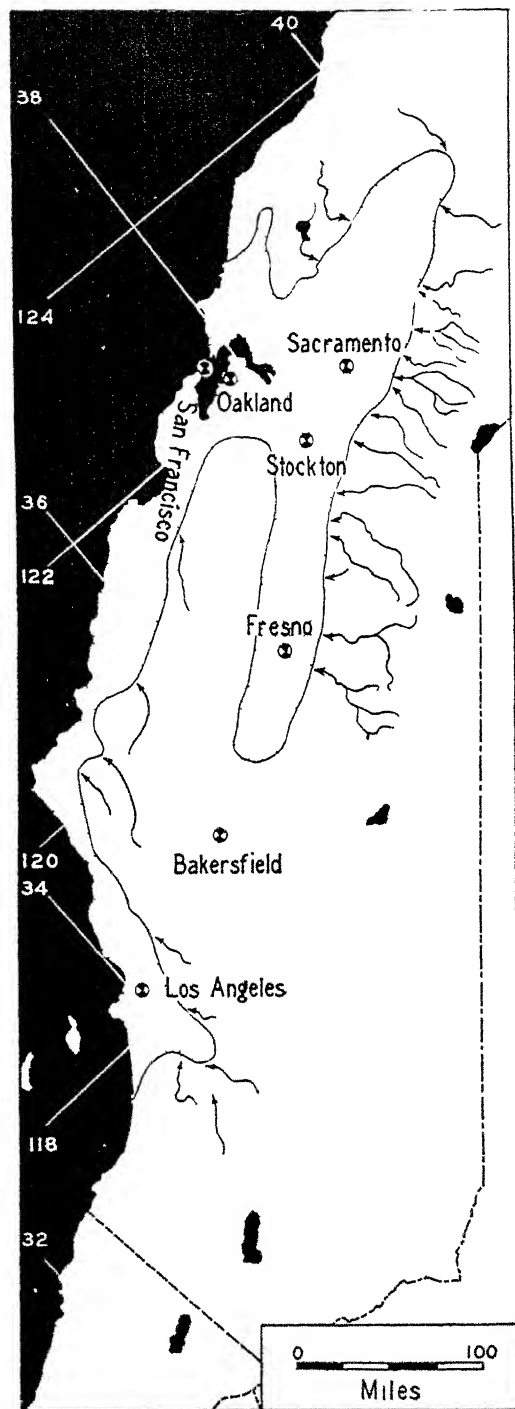 40
38
124
Sacramento
Oakland
San Francisco
Stockton
36
122
Fresno
Bakersfield
120
34
Los Angeles
118
32
0 100
Miles